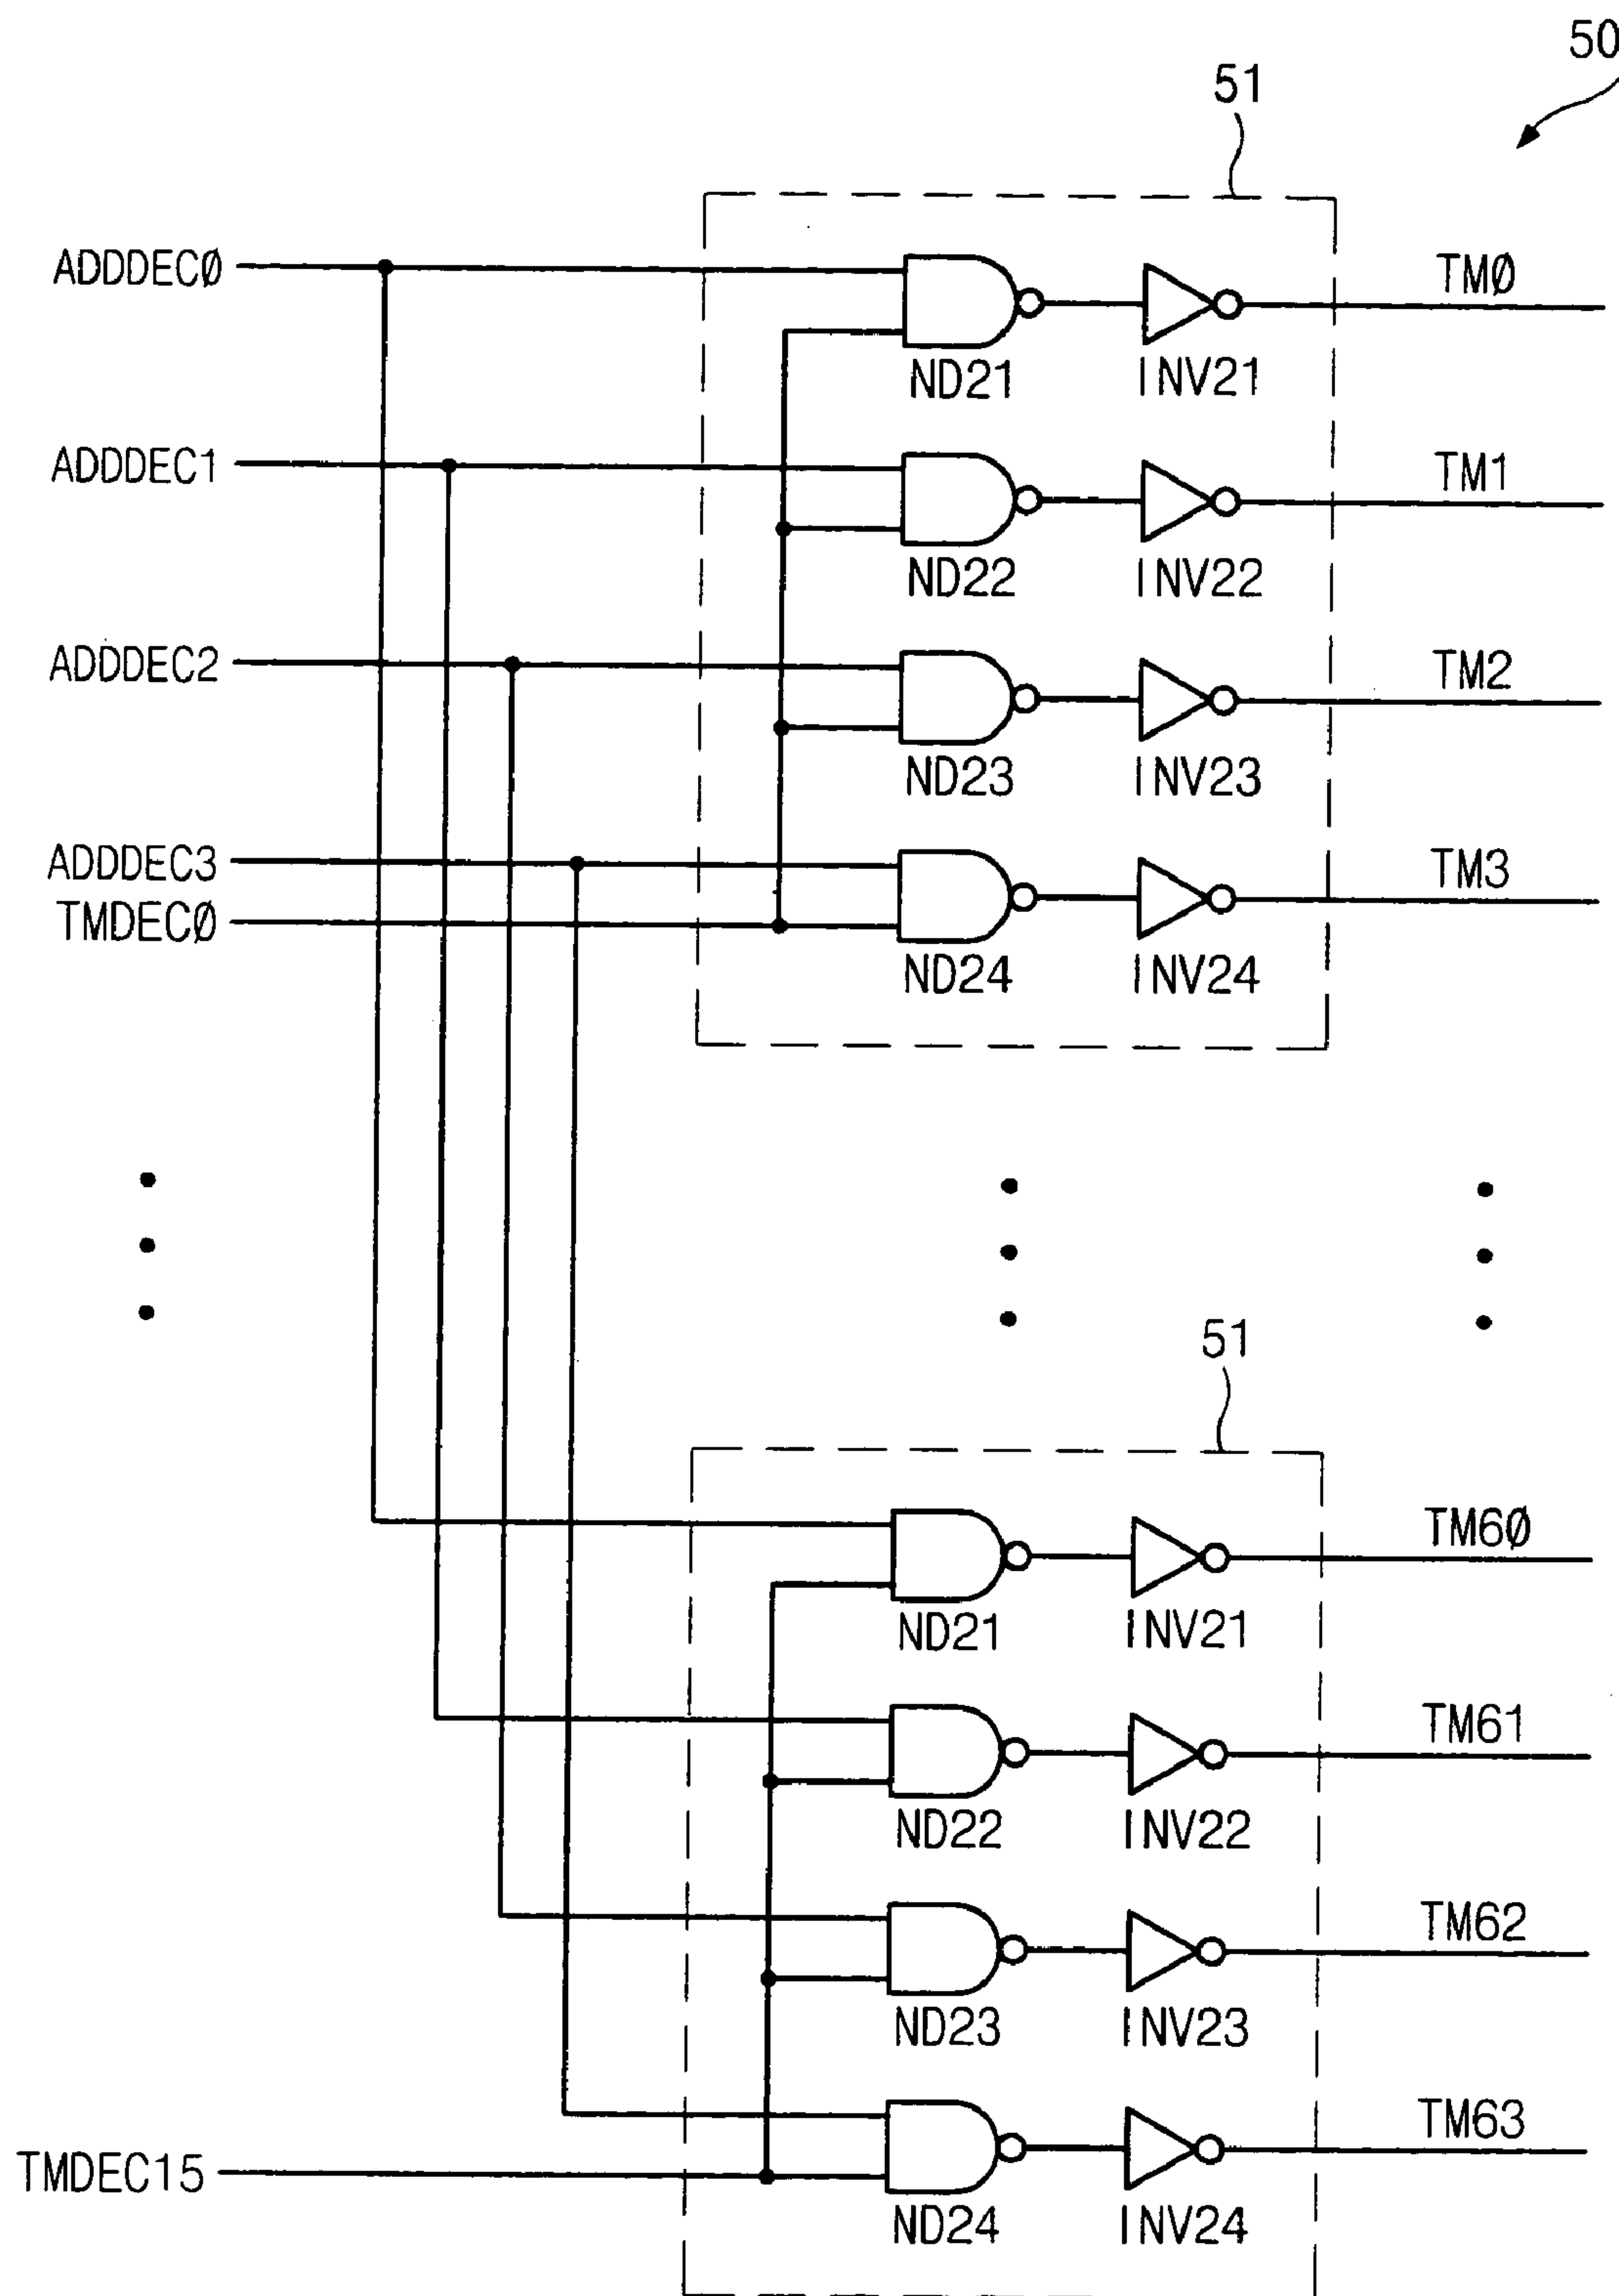 50
51
ADDDECØ
TMØ
ND21
INV21
ADDDEC1
TM1
ND22
INV22
ADDDEC2
TM2
ND23
INV23
ADDDEC3
TM3
TMDECØ
ND24
INV24
51
TM6Ø
ND21
INV21
TM61
ND22
INV22
TM62
ND23
INV23
TM63
TMDEC15
ND24
INV24